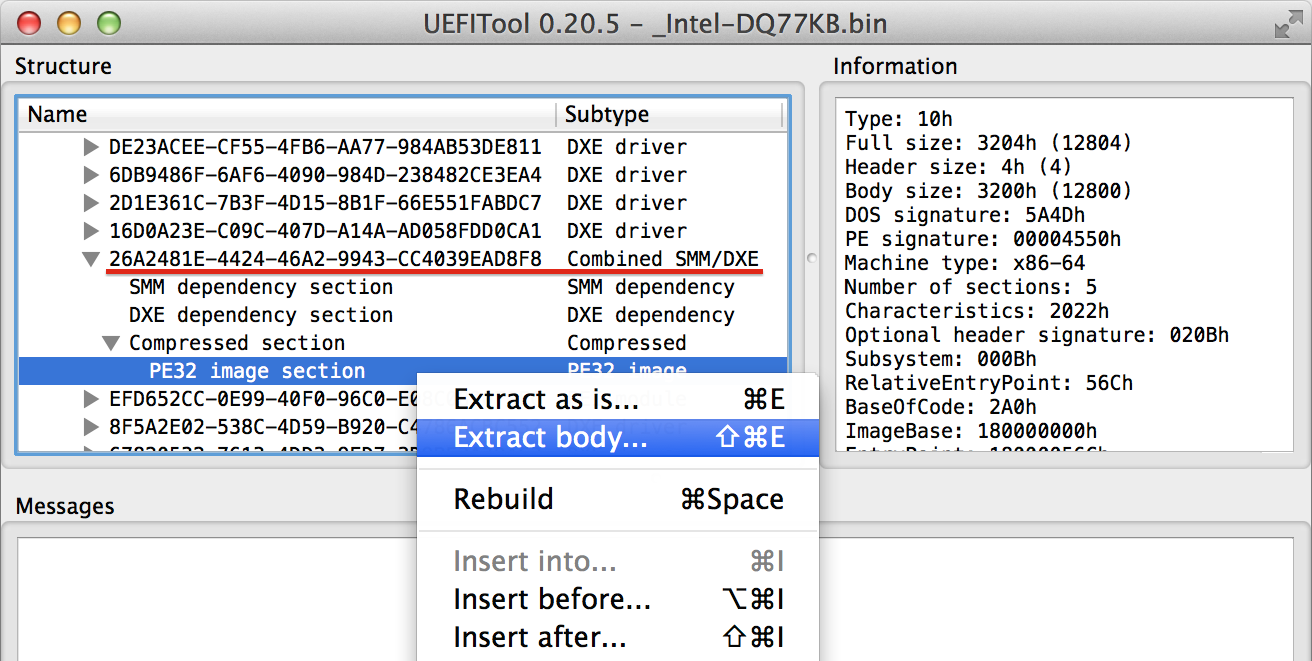 UEFITool 0.20.5 – _Intel-DQ77KB.bin
Structure
Name Subtype
DE23ACEE-CF55-4FB6-AA77-984AB53DE811 DXE driver
6DB9486F-6AF6-4090-984D-238482CE3EA4 DXE driver
2D1E361C-7B3F-4D15-8B1F-66E551FABDC7 DXE driver
16D0A23E-C09C-407D-A14A-AD058FDD0CA1 DXE driver
26A2481E-4424-46A2-9943-CC4039EAD8F8 Combined SMM/DXE
SMM dependency section SMM dependency
DXE dependency section DXE dependency
Compressed section Compressed
PE32 image section PE32 image
EFD652CC-0E99-40F0-96C0-E08C
8F5A2E02-538C-4D59-B920-C47
Information
Type: 10h
Full size: 3204h (12804)
Header size: 4h (4)
Body size: 3200h (12800)
DOS signature: 5A4Dh
PE signature: 00004550h
Machine type: x86-64
Number of sections: 5
Characteristics: 2022h
Optional header signature: 020Bh
Subsystem: 000Bh
RelativeEntryPoint: 56Ch
BaseOfCode: 2A0h
ImageBase: 180000000h
EntryPoint: 18000056Ch
Extract as is... ⌘E
Extract body... ⇧⌘E
Rebuild ⌘Space
Insert into... ⌘I
Insert before... ⌥⌘I
Insert after... ⇧⌘I
Messages